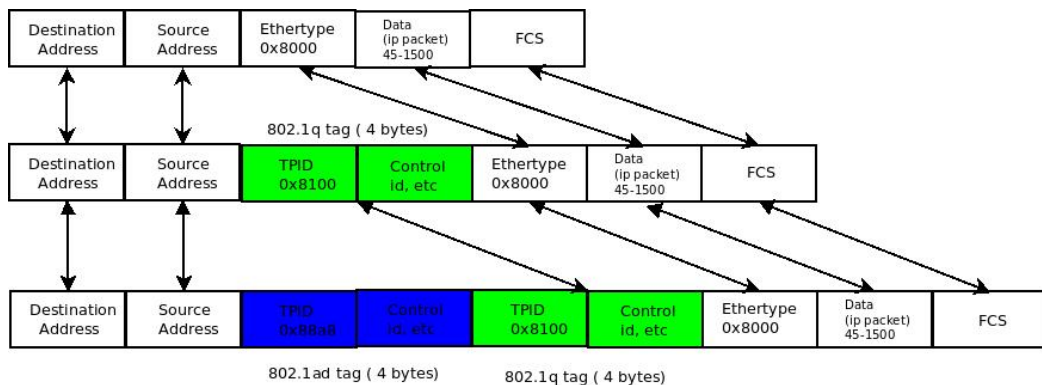 Destination
Address
Source
Address
Ethertype
0x8000
Data
(ip packet)
45-1500
FCS
802.1q tag ( 4 bytes)
Destination
Address
Source
Address
TPID
0x8100
Control
id, etc
Ethertype
0x8000
Data
(ip packet)
45-1500
FCS
Destination
Address
Source
Address
TPID
0x88a8
Control
id, etc
TPID
0x8100
Control
id, etc
Ethertype
0x8000
Data
(ip packet)
45-1500
FCS
802.1ad tag ( 4 bytes)
802.1q tag ( 4 bytes)